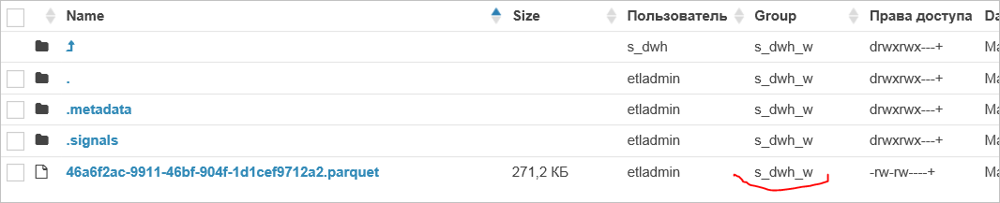 Name Size Пользователь Group Права доступа Da
s_dwh s_dwh_w drwxrwx---+ Ma
. etladmin s_dwh_w drwxrwx---+ Ma
.metadata etladmin s_dwh_w drwxrwx---+ Ma
.signals etladmin s_dwh_w drwxrwx---+ Ma
46a6f2ac-9911-46bf-904f-1d1cef9712a2.parquet 271,2 КБ etladmin s_dwh_w -rw-rw----+ Ma